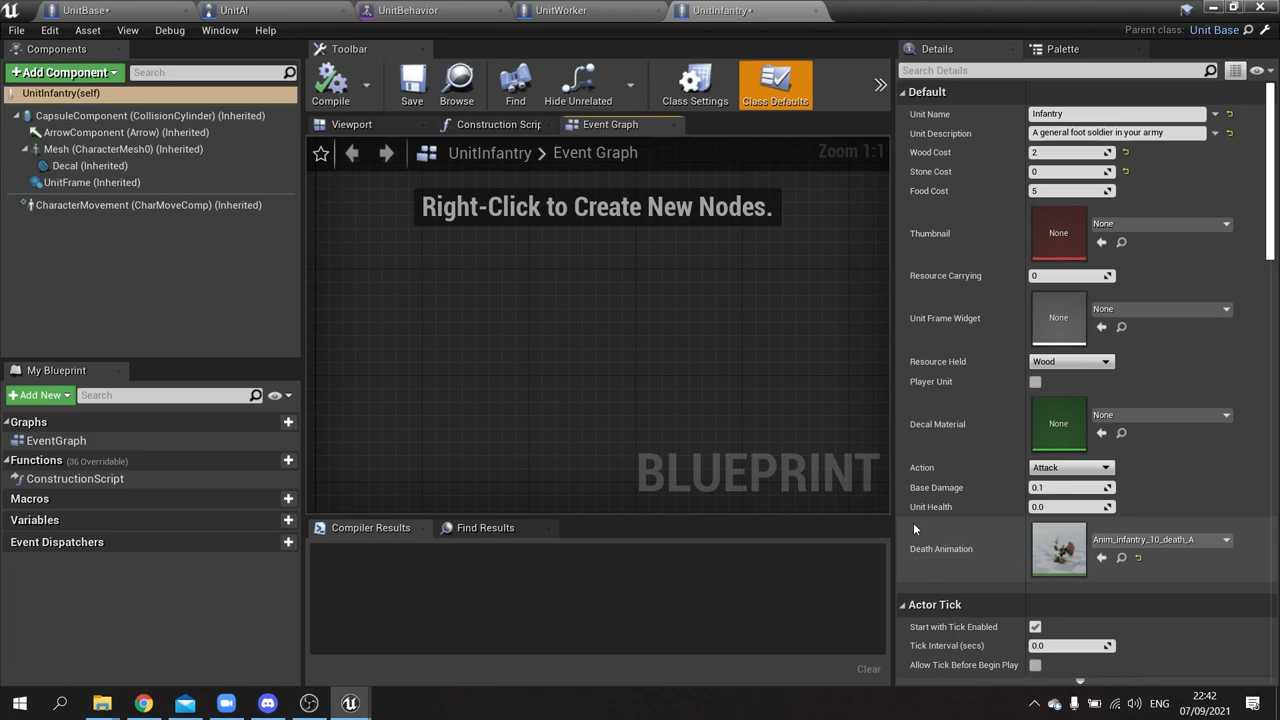 UnitBase*
UnitAI
UnitBehavior
UnitWorker
UnitInfantry*
File Edit Asset View Debug Window Help
Parent class: Unit Base
Components
+Add Component
Search
UnitInfantry(self)
CapsuleComponent (CollisionCylinder) (Inherited)
ArrowComponent (Arrow) (Inherited)
Mesh (CharacterMesh0) (Inherited)
Decal (Inherited)
UnitFrame (Inherited)
CharacterMovement (CharMoveComp) (Inherited)
My Blueprint
+Add New
Search
Graphs
EventGraph
Functions (36 Overridable)
ConstructionScript
Macros
Variables
Event Dispatchers
Toolbar
Compile
Save
Browse
Find
Hide Unrelated
Class Settings
Class Defaults
Viewport
Construction Scrip
Event Graph
UnitInfantry > Event Graph
Zoom 1:1
Right-Click to Create New Nodes.
BLUEPRINT
Compiler Results
Find Results
Clear
Details
Palette
Search Details
Default
Unit Name Infantry
Unit Description A general foot soldier in your army
Wood Cost 2
Stone Cost 0
Food Cost 5
Thumbnail None None
Resource Carrying 0
Unit Frame Widget None None
Resource Held Wood
Player Unit
Decal Material None None
Action Attack
Base Damage 0.1
Unit Health 0.0
Death Animation Anim_infantry_10_death_A
Actor Tick
Start with Tick Enabled
Tick Interval (secs) 0.0
Allow Tick Before Begin Play
ENG
22:42
07/09/2021